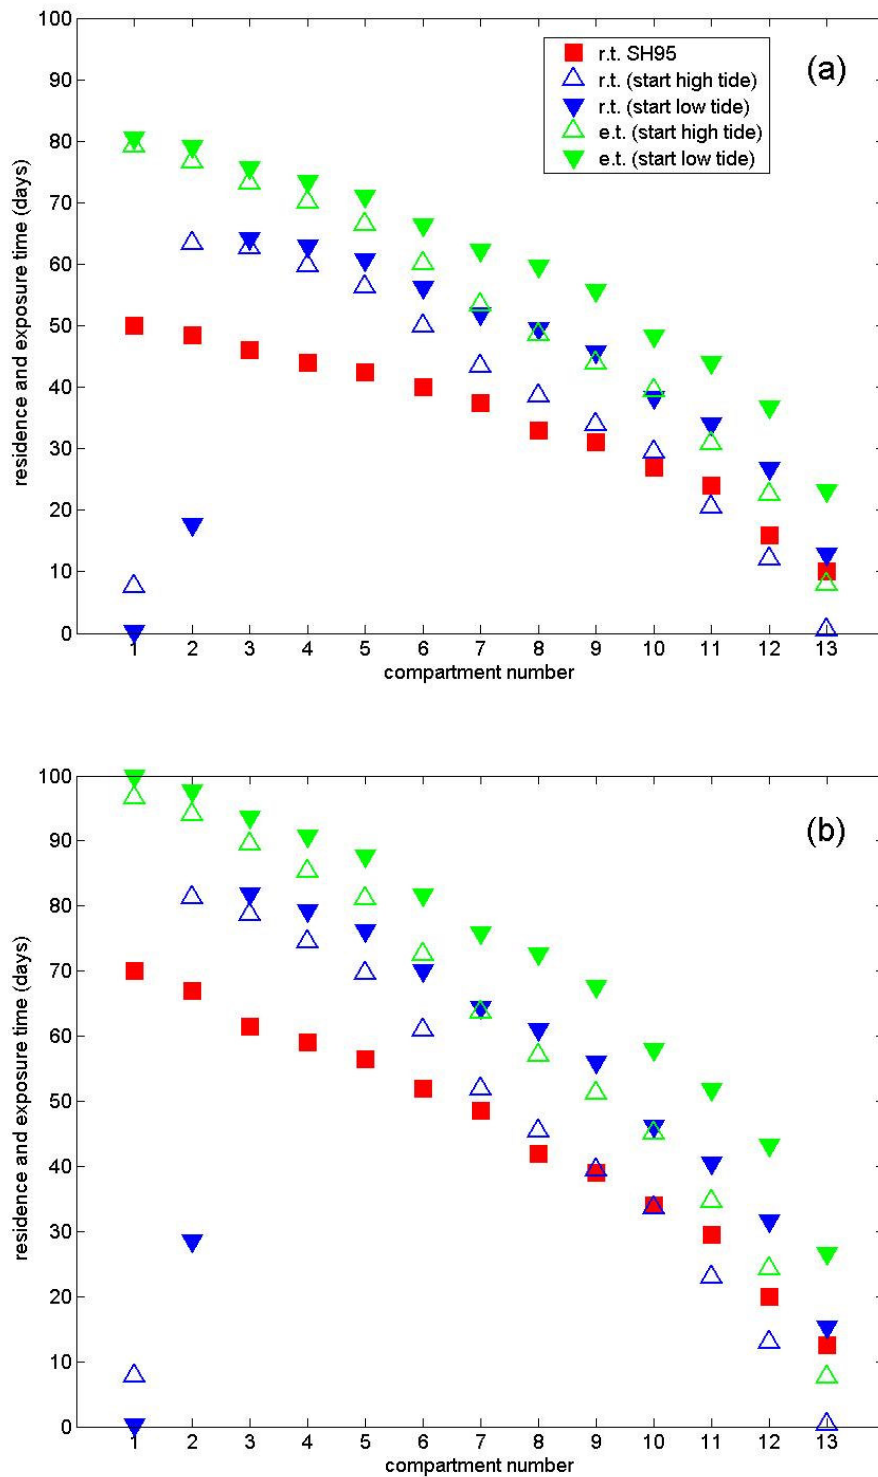 100
90
80
70
60
50
40
30
20
10
0
residence and exposure time (days)
r.t. SH95
r.t. (start high tide)
r.t. (start low tide)
e.t. (start high tide)
e.t. (start low tide)
(a)
1 2 3 4 5 6 7 8 9 10 11 12 13
compartment number
100
90
80
70
60
50
40
30
20
10
0
residence and exposure time (days)
(b)
1 2 3 4 5 6 7 8 9 10 11 12 13
compartment number